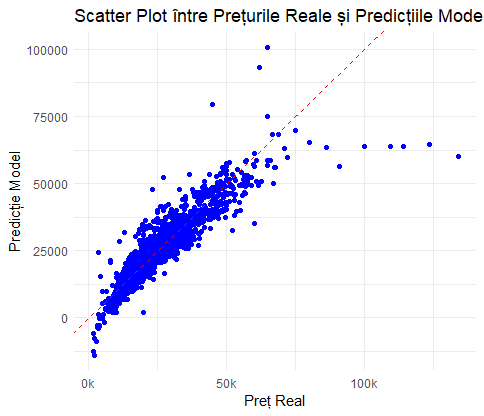 Scatter Plot între Prețurile Reale și Predicțiile Mode
100000
75000
50000
25000
0
Predicție Model
0k
50k
100k
Preț Real